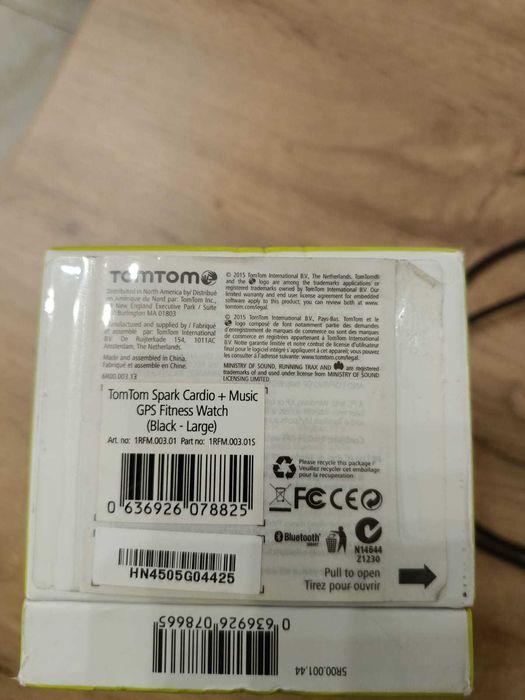 TOMTOM
Distributed in North America by/ Distribué
en Amérique du Nord par: TomTom Inc.,
New England Executive Park / Suite
Burlington MA 01803
Manufactured and supplied by / Fabriqué
et assemblé par: TomTom International
B.V. De Ruijterkade 154, 1011AC
Amsterdam, The Netherlands.
Made and assembled in China.
Fabriqué et assemblé en Chine.
6R00.003.13
© 2015 TomTom International B.V., The Netherlands. TomTom®
and the logo are among the applications or
registered trademarks owned by TomTom International B.V. Our
limited warranty and end user license agreement for embedded
software apply to this product; you can review both at www.
tomtom.com/legal.
© 2015 TomTom International B.V., Pays-Bas. TomTom et le
logo composé de font notamment partie des demandes
d'enregistrement de marques de commerce ou sont des marques
de commerce en registrées appartenant à TomTom International
B.V. Notre garantie limitée et notre contrat de license d'utilisateur
final pour le logiciel intégré s'appliquent à cet appareil; vous pouvez
les consulter à l'adresse suivante: www.tomtom.com/legal.
MINISTRY OF SOUND, RUNNING TRAX AND are registered
trademarks of and used under license from MINISTRY OF SOUND
LICENSING LIMITED.
TomTom Spark Cardio + Music
GPS Fitness Watch
(Black - Large)
Art. no: 1RFM.003.01 Part no: 1RFM.003.01S
0 636926 078825
Please recycle this package /
Veuillez recycler cet emballage
pour la recuperation
FC CE
Bluetooth®
SMART
N14644
Z1230
HN4505G04425
Pull to open
Tirez pour ouvrir
0 636926 078665
5R00.001.44